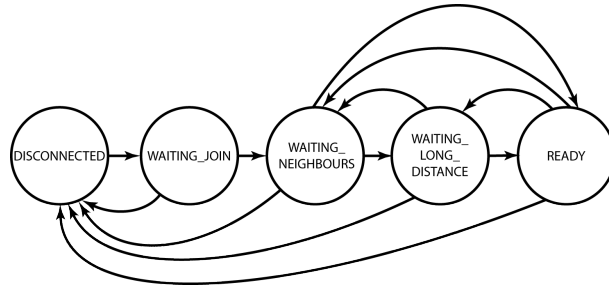 DISCONNECTED
WAITING_JOIN
WAITING_
NEIGHBOURS
WAITING_
LONG_
DISTANCE
READY